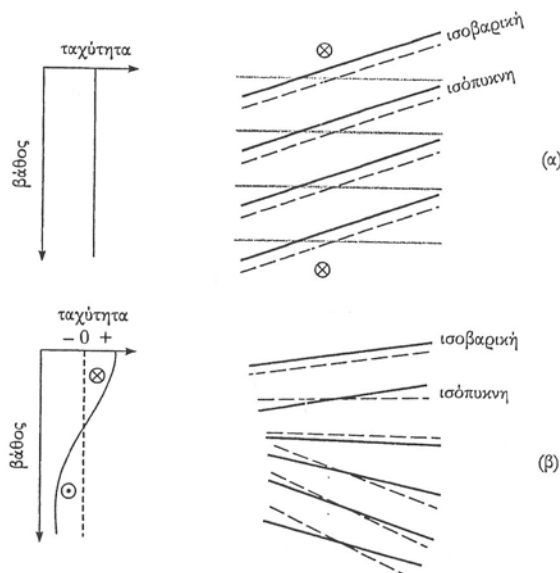 ταχύτητα
βάθος
ισοβαρική
ισόπυκνη
(α)
ταχύτητα
– 0 +
βάθος
ισοβαρική
ισόπυκνη
(β)